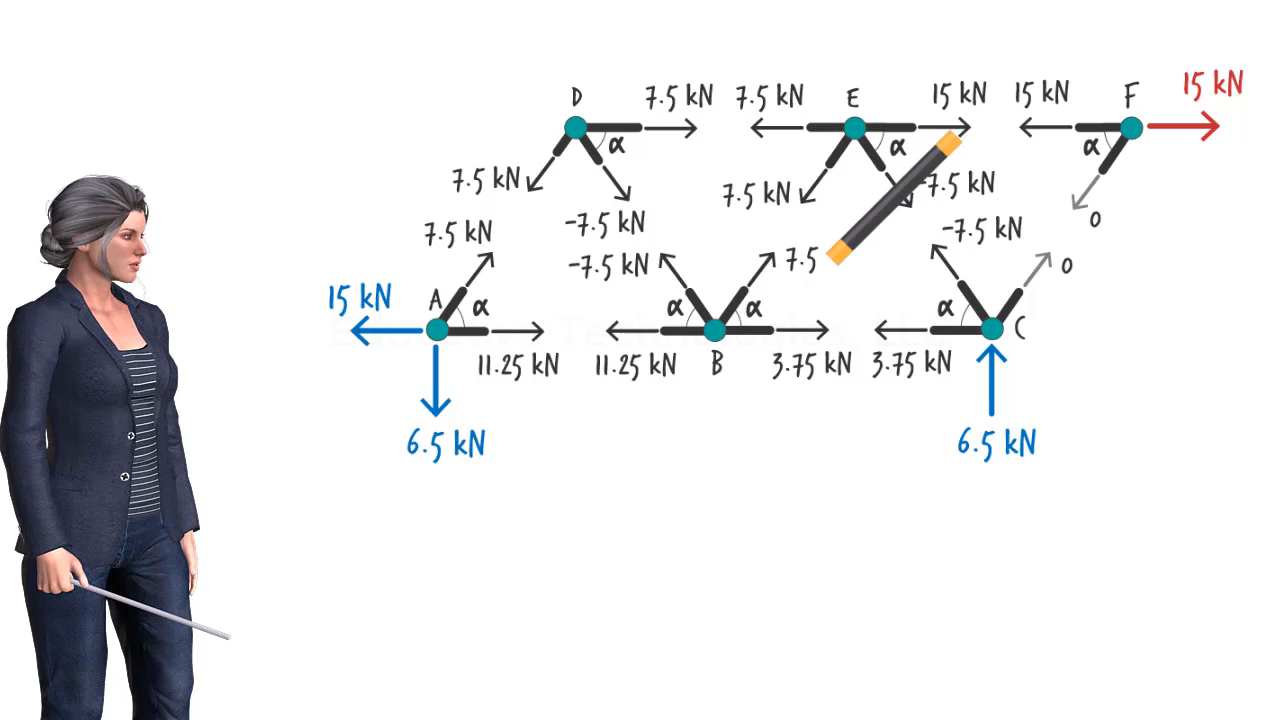 D 7.5 kN 7.5 kN E 15 kN 15 kN F 15 kN
α α α
7.5 kN -7.5 kN 7.5 kN -7.5 kN 0
7.5 kN -7.5 kN 7.5 -7.5 kN 0
15 kN A α α α α C
11.25 kN 11.25 kN B 3.75 kN 3.75 kN
6.5 kN 6.5 kN